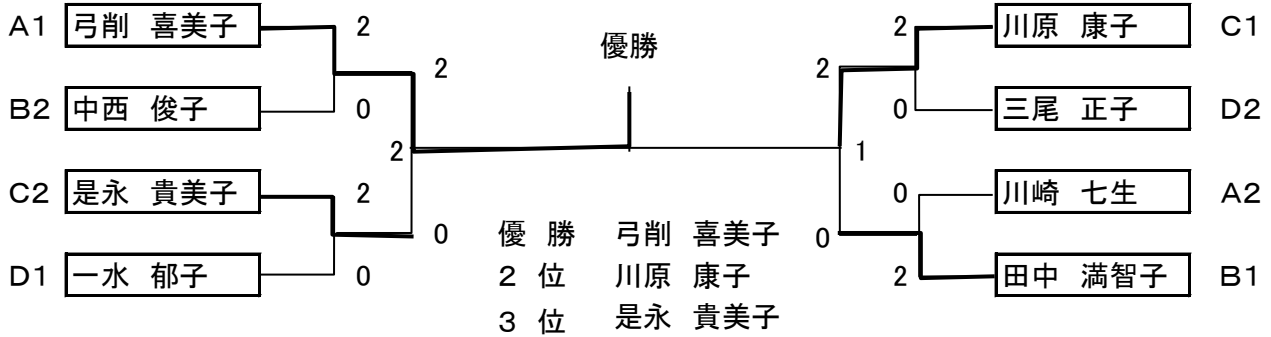 A1 弓削 喜美子 2 2 川原 康子 C1
優勝
2 2
B2 中西 俊子 0 0 三尾 正子 D2
2 1
C2 是永 貴美子 2 0 川崎 七生 A2
0 優 勝 弓削 喜美子 0
D1 一水 郁子 0 2 位 川原 康子 2 田中 満智子 B1
3 位 是永 貴美子